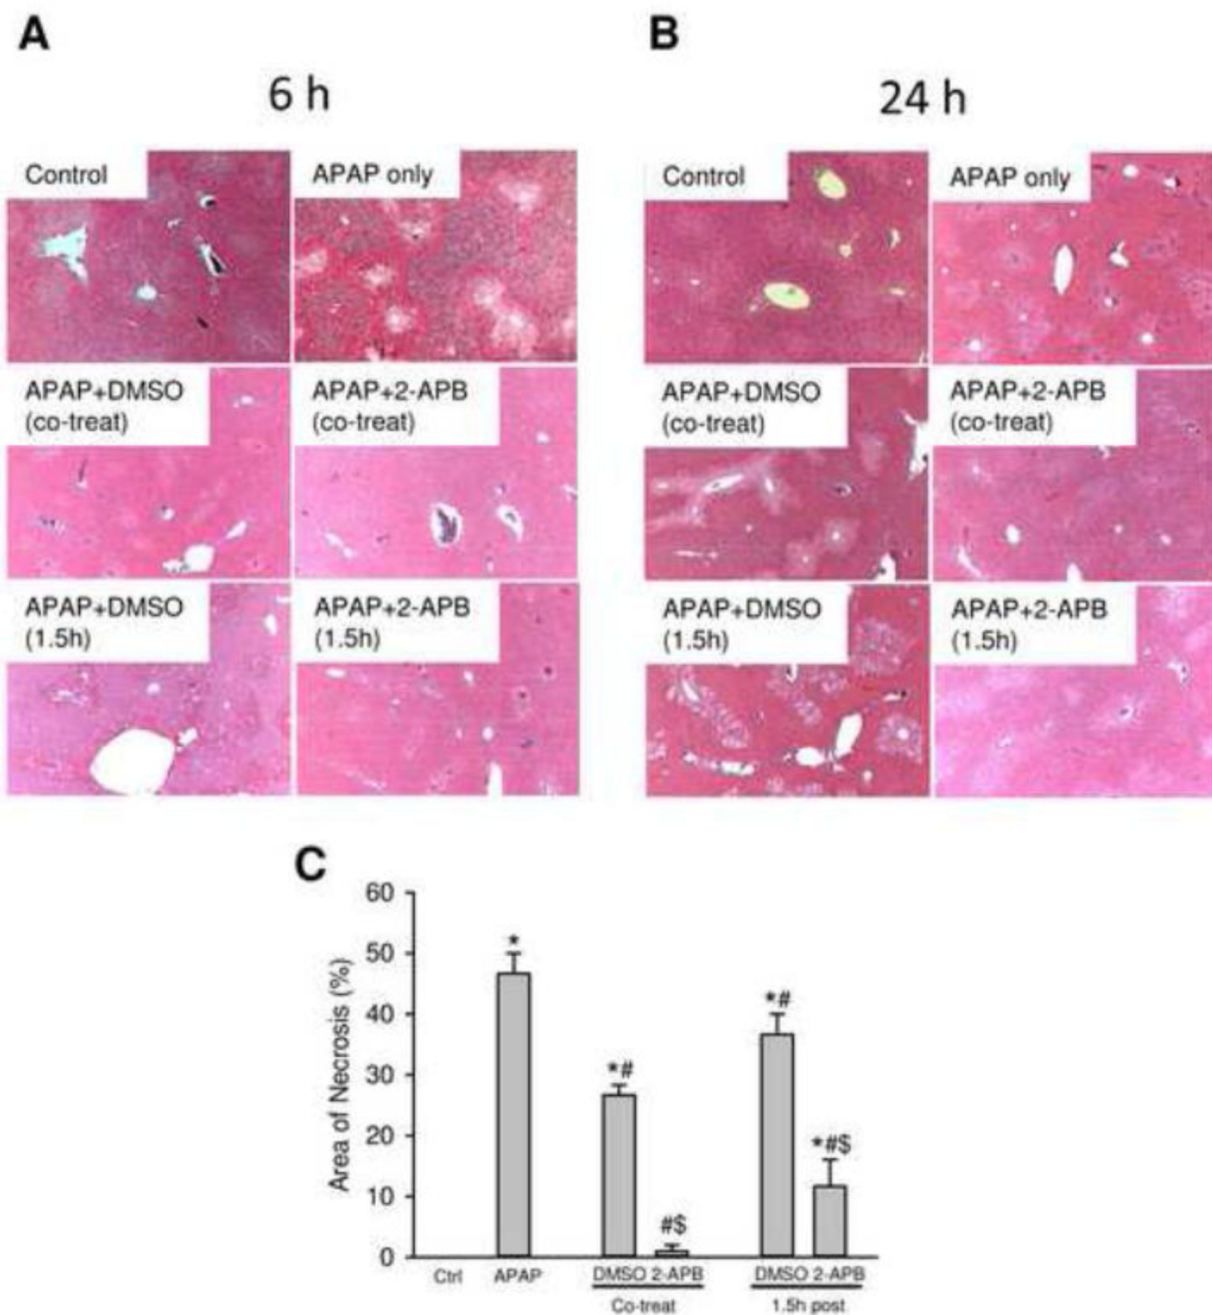 A
B
6 h
24 h
Control
APAP only
Control
APAP only
APAP+DMSO
(co-treat)
APAP+2-APB
(co-treat)
APAP+DMSO
(co-treat)
APAP+2-APB
(co-treat)
APAP+DMSO
(1.5h)
APAP+2-APB
(1.5h)
APAP+DMSO
(1.5h)
APAP+2-APB
(1.5h)
C
Area of Necrosis (%)
60
50
40
30
20
10
0
*
*#
#$
*#
*#$
Ctrl
APAP
DMSO 2-APB
DMSO 2-APB
Co-treat
1.5h post